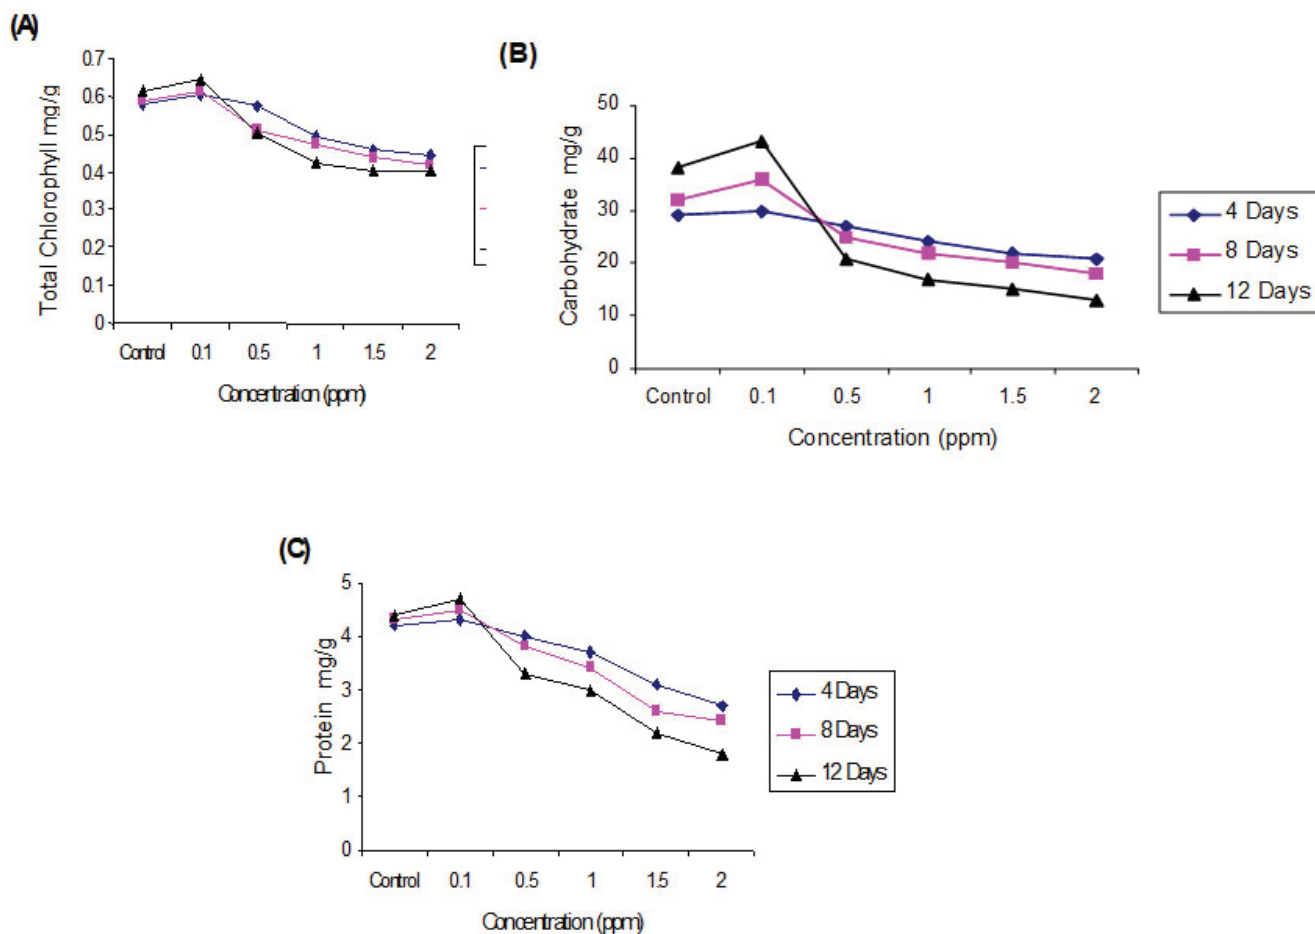 (A)
Total Chlorophyll mg/g
0.7
0.6
0.5
0.4
0.3
0.2
0.1
0
Control 0.1 0.5 1 1.5 2
Concentration (ppm)
(B)
Carbohydrate mg/g
50
40
30
20
10
0
Control 0.1 0.5 1 1.5 2
Concentration (ppm)
4 Days
8 Days
12 Days
(C)
Protein mg/g
5
4
3
2
1
0
Control 0.1 0.5 1 1.5 2
Concentration (ppm)
4 Days
8 Days
12 Days